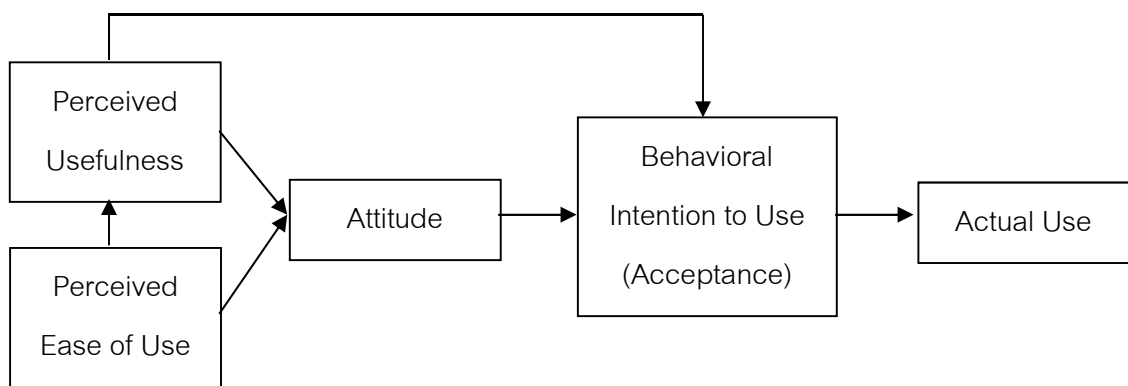 Perceived
Usefulness
Perceived
Ease of Use
Attitude
Behavioral
Intention to Use
(Acceptance)
Actual Use